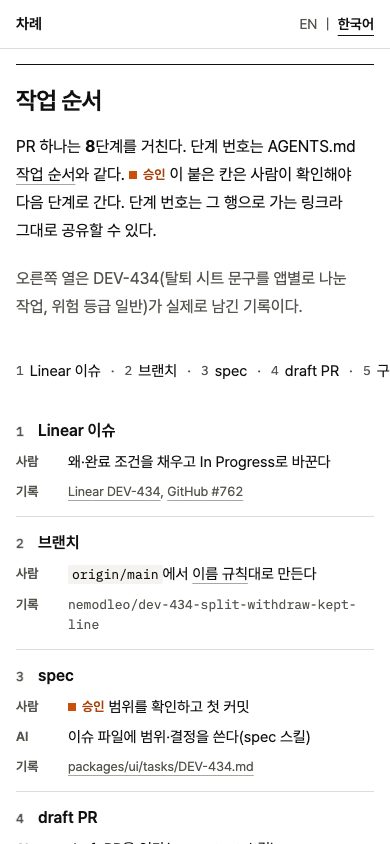 차례
EN | 한국어
작업 순서
PR 하나는 8단계를 거친다. 단계 번호는 AGENTS.md
작업 순서와 같다. ■ 승인 이 붙은 칸은 사람이 확인해야
다음 단계로 간다. 단계 번호는 그 행으로 가는 링크라
그대로 공유할 수 있다.
오른쪽 열은 DEV-434(탈퇴 시트 문구를 앱별로 나눈
작업, 위험 등급 일반)가 실제로 남긴 기록이다.
1 Linear 이슈 · 2 브랜치 · 3 spec · 4 draft PR · 5 구
1 Linear 이슈
사람 왜·완료 조건을 채우고 In Progress로 바꾼다
기록 Linear DEV-434, GitHub #762
2 브랜치
사람 origin/main에서 이름 규칙대로 만든다
기록 nemodleo/dev-434-split-withdraw-kept-
line
3 spec
사람 ■ 승인 범위를 확인하고 첫 커밋
AI 이슈 파일에 범위·결정을 쓴다(spec 스킬)
기록 packages/ui/tasks/DEV-434.md
4 draft PR